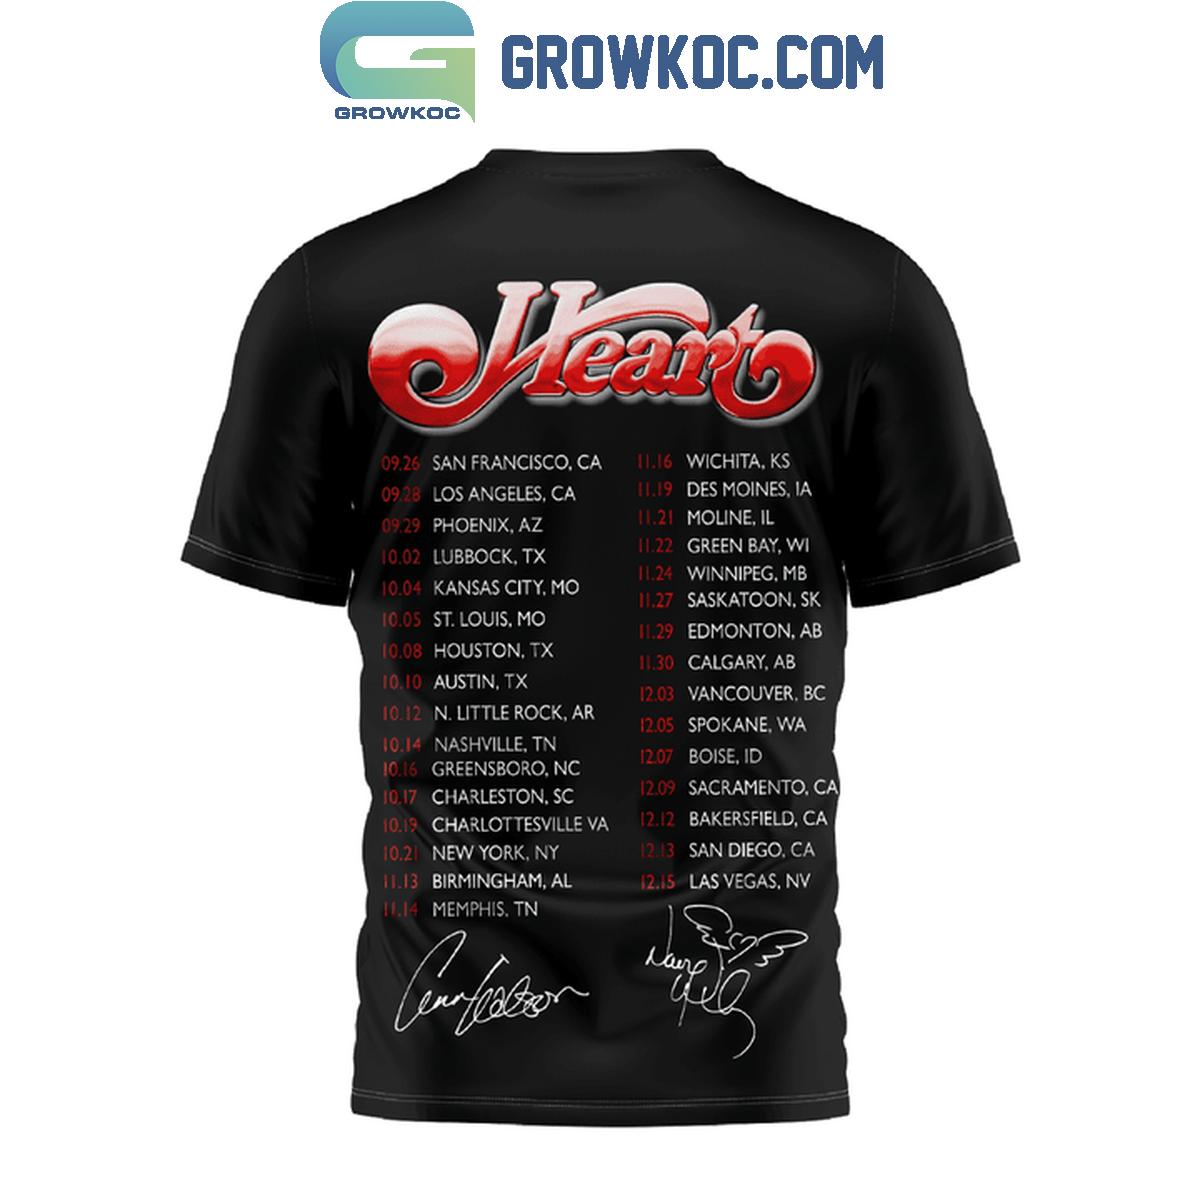 GROWKOC
GROWKOC.COM
Heart
09.26 SAN FRANCISCO, CA
09.28 LOS ANGELES, CA
09.29 PHOENIX, AZ
10.02 LUBBOCK, TX
10.04 KANSAS CITY, MO
10.05 ST. LOUIS, MO
10.08 HOUSTON, TX
10.10 AUSTIN, TX
10.12 N. LITTLE ROCK, AR
10.14 NASHVILLE, TN
10.16 GREENSBORO, NC
10.17 CHARLESTON, SC
10.19 CHARLOTTESVILLE VA
10.21 NEW YORK, NY
11.13 BIRMINGHAM, AL
11.14 MEMPHIS, TN
11.16 WICHITA, KS
11.19 DES MOINES, IA
11.21 MOLINE, IL
11.22 GREEN BAY, WI
11.24 WINNIPEG, MB
11.27 SASKATOON, SK
11.29 EDMONTON, AB
11.30 CALGARY, AB
12.03 VANCOUVER, BC
12.05 SPOKANE, WA
12.07 BOISE, ID
12.09 SACRAMENTO, CA
12.12 BAKERSFIELD, CA
12.13 SAN DIEGO, CA
12.15 LAS VEGAS, NV
Ann Wilson